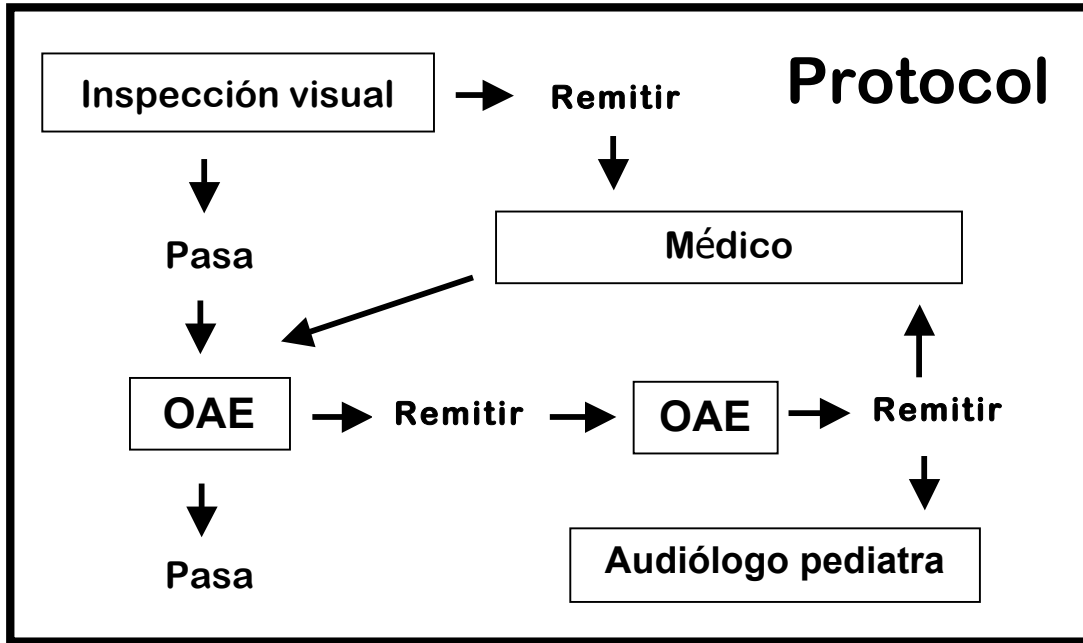 Protocol
Inspección visual
Remitir
Pasa
Médico
OAE
Remitir
OAE
Remitir
Pasa
Audiólogo pediatra